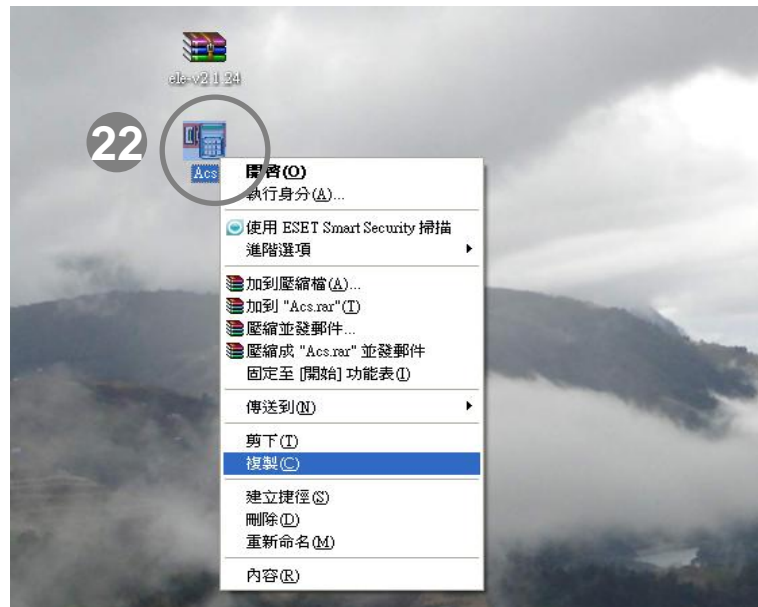 ele-v2.1.24
22
Acs
開啓(O)
執行身分(A)...
使用 ESET Smart Security 掃描
進階選項
加到壓縮檔(A)...
加到 "Acs.rar"(T)
壓縮並發郵件...
壓縮成 "Acs.rar" 並發郵件
固定至 [開始] 功能表(I)
傳送到(N)
剪下(T)
複製(C)
建立捷徑(S)
刪除(D)
重新命名(M)
內容(R)